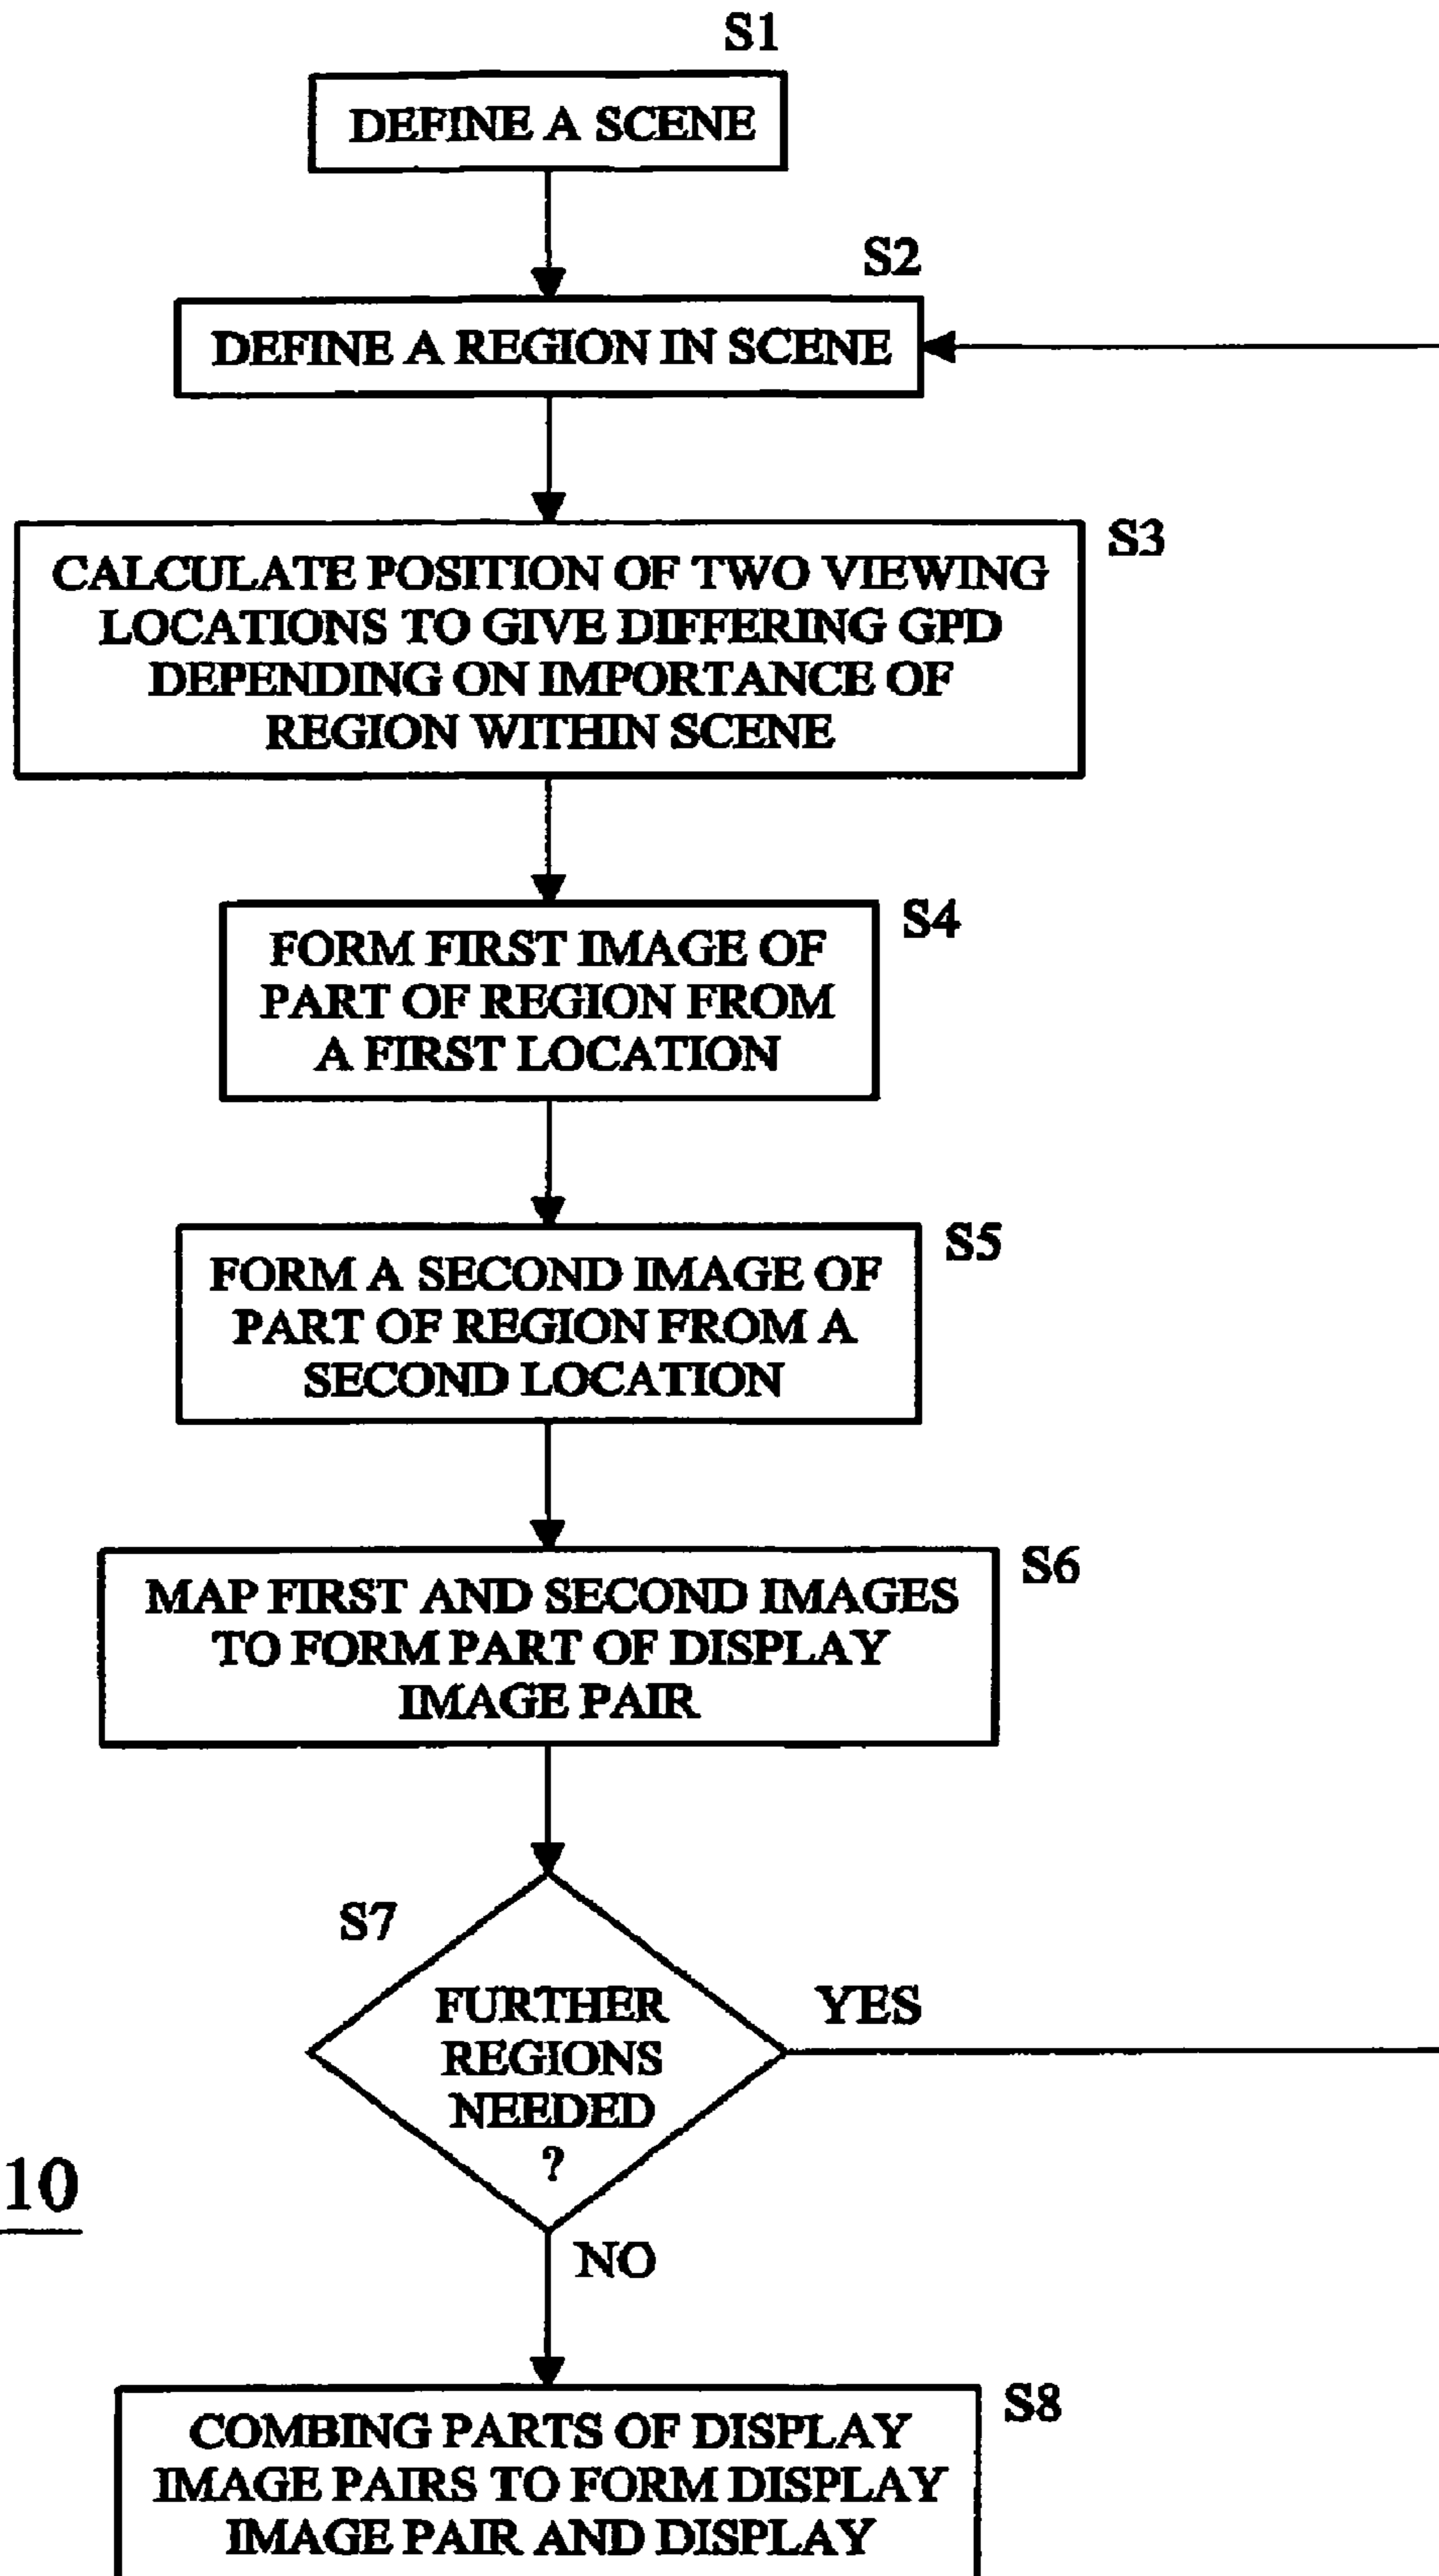 S1
DEFINE A SCENE
S2
DEFINE A REGION IN SCENE
S3
CALCULATE POSITION OF TWO VIEWING
LOCATIONS TO GIVE DIFFERING GPD
DEPENDING ON IMPORTANCE OF
REGION WITHIN SCENE
S4
FORM FIRST IMAGE OF
PART OF REGION FROM
A FIRST LOCATION
S5
FORM A SECOND IMAGE OF
PART OF REGION FROM A
SECOND LOCATION
S6
MAP FIRST AND SECOND IMAGES
TO FORM PART OF DISPLAY
IMAGE PAIR
S7
FURTHER
REGIONS
NEEDED
?
YES
10
NO
S8
COMBING PARTS OF DISPLAY
IMAGE PAIRS TO FORM DISPLAY
IMAGE PAIR AND DISPLAY